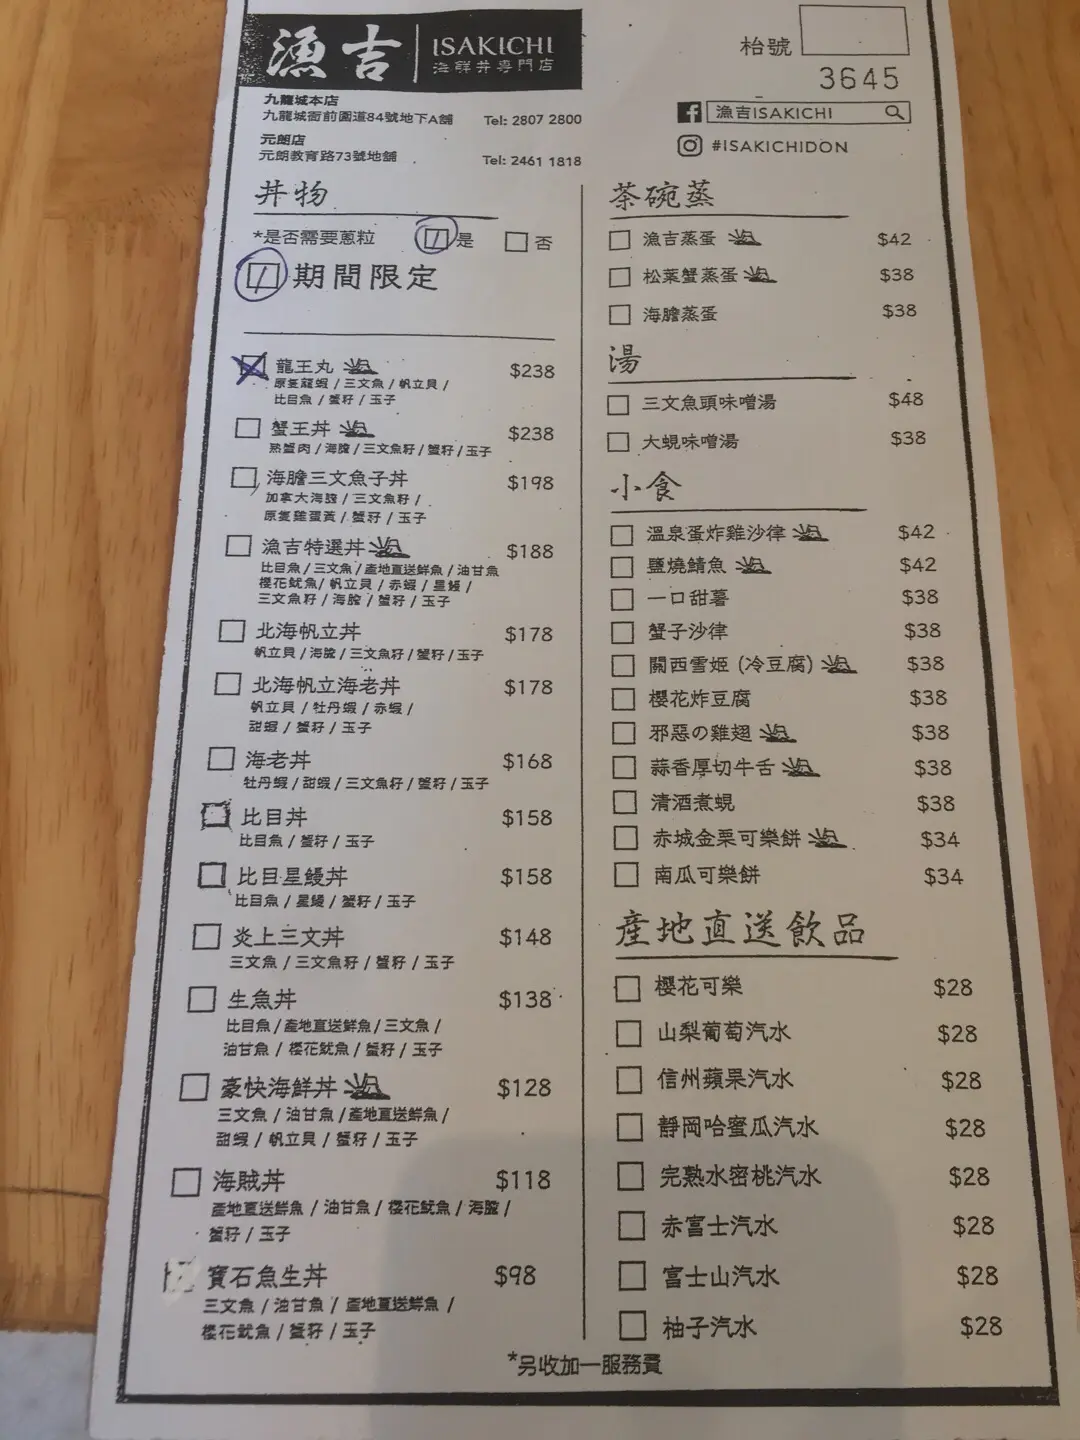 漁吉 ISAKICHI
海鮮丼専門店
枱號
3645
九龍城本店
九龍城衙前圍道84號地下A舖 Tel: 2807 2800
元朗店
元朗教育路73號地舖 Tel: 2461 1818
漁吉ISAKICHI
#ISAKICHIDON
丼物
*是否需要蔥粒 是 否
期間限定
龍王丸 $238
原隻龍蝦 / 三文魚 / 帆立貝 /
比目魚 / 蟹籽 / 玉子
蟹王丼 $238
熟蟹肉 / 海膽 / 三文魚籽 / 蟹籽 / 玉子
海膽三文魚子丼 $198
加拿大海膽 / 三文魚籽 /
原隻雞蛋黃 / 蟹籽 / 玉子
漁吉特選丼 $188
比目魚 / 三文魚 / 產地直送鮮魚 / 油甘魚
櫻花魷魚 / 帆立貝 / 赤蝦 / 星鰻 /
三文魚籽 / 海膽 / 蟹籽 / 玉子
北海帆立丼 $178
帆立貝 / 海膽 / 三文魚籽 / 蟹籽 / 玉子
北海帆立海老丼 $178
帆立貝 / 牡丹蝦 / 赤蝦 /
甜蝦 / 蟹籽 / 玉子
海老丼 $168
牡丹蝦 / 甜蝦 / 三文魚籽 / 蟹籽 / 玉子
比目丼 $158
比目魚 / 蟹籽 / 玉子
比目星鰻丼 $158
比目魚 / 星鰻 / 蟹籽 / 玉子
炎上三文丼 $148
三文魚 / 三文魚籽 / 蟹籽 / 玉子
生魚丼 $138
比目魚 / 產地直送鮮魚 / 三文魚 /
油甘魚 / 櫻花魷魚 / 蟹籽 / 玉子
豪快海鮮丼 $128
三文魚 / 油甘魚 / 產地直送鮮魚 /
甜蝦 / 帆立貝 / 蟹籽 / 玉子
海賊丼 $118
產地直送鮮魚 / 油甘魚 / 櫻花魷魚 / 海膽 /
蟹籽 / 玉子
寶石魚生丼 $98
三文魚 / 油甘魚 / 產地直送鮮魚 /
櫻花魷魚 / 蟹籽 / 玉子
茶碗蒸
漁吉蒸蛋 $42
松葉蟹蒸蛋 $38
海膽蒸蛋 $38
湯
三文魚頭味噌湯 $48
大蜆味噌湯 $38
小食
溫泉蛋炸雞沙律 $42
鹽燒鯖魚 $42
一口甜薯 $38
蟹子沙律 $38
關西雪姬 (冷豆腐) $38
櫻花炸豆腐 $38
邪惡の雞翅 $38
蒜香厚切牛舌 $38
清酒煮蜆 $38
赤城金栗可樂餅 $34
南瓜可樂餅 $34
産地直送飲品
櫻花可樂 $28
山梨葡萄汽水 $28
信州蘋果汽水 $28
靜岡哈蜜瓜汽水 $28
完熟水密桃汽水 $28
赤富士汽水 $28
富士山汽水 $28
柚子汽水 $28
*另收加一服務費